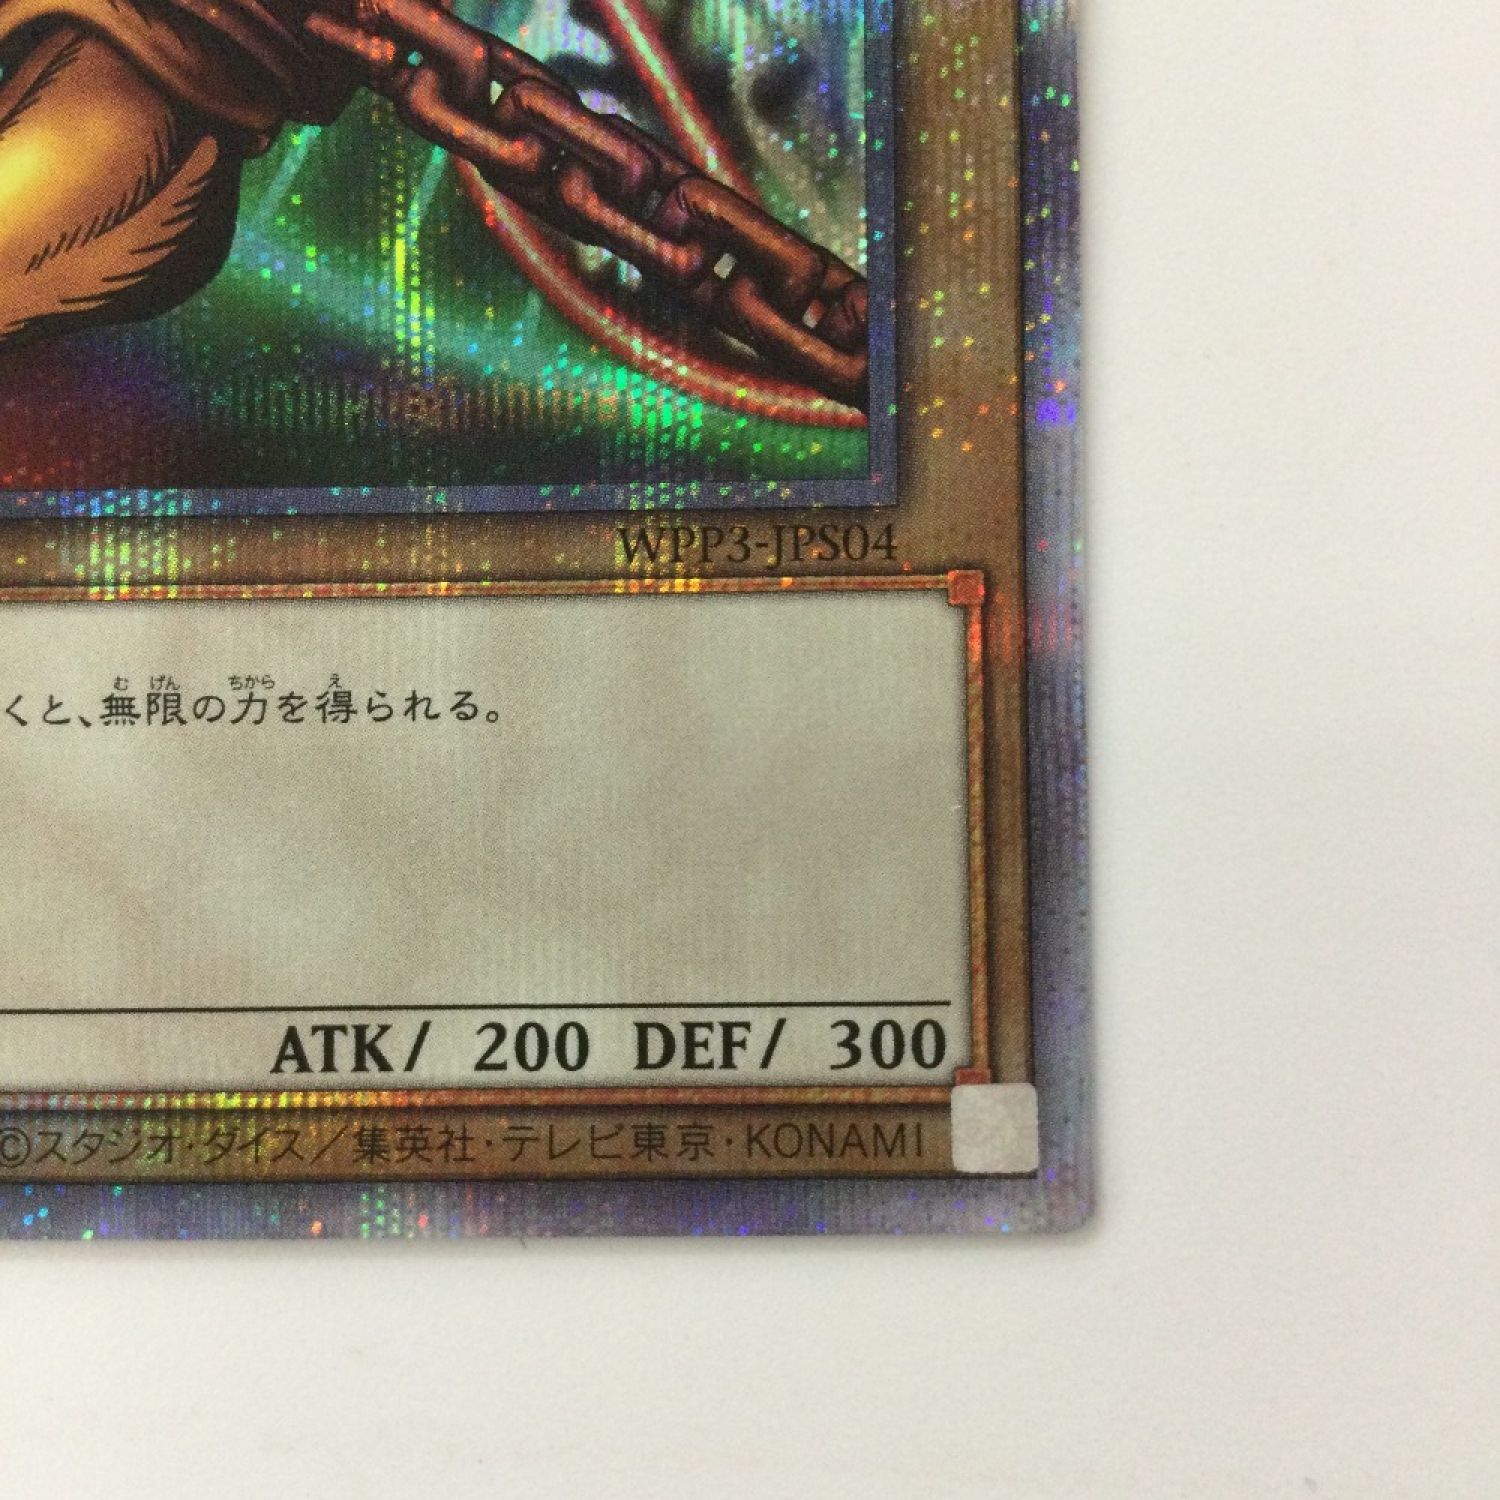 WPP3-JPS04
くと、無限の力を得られる。
ATK/ 200 DEF/ 300
©スタジオ・ダイス／集英社・テレビ東京・KONAMI